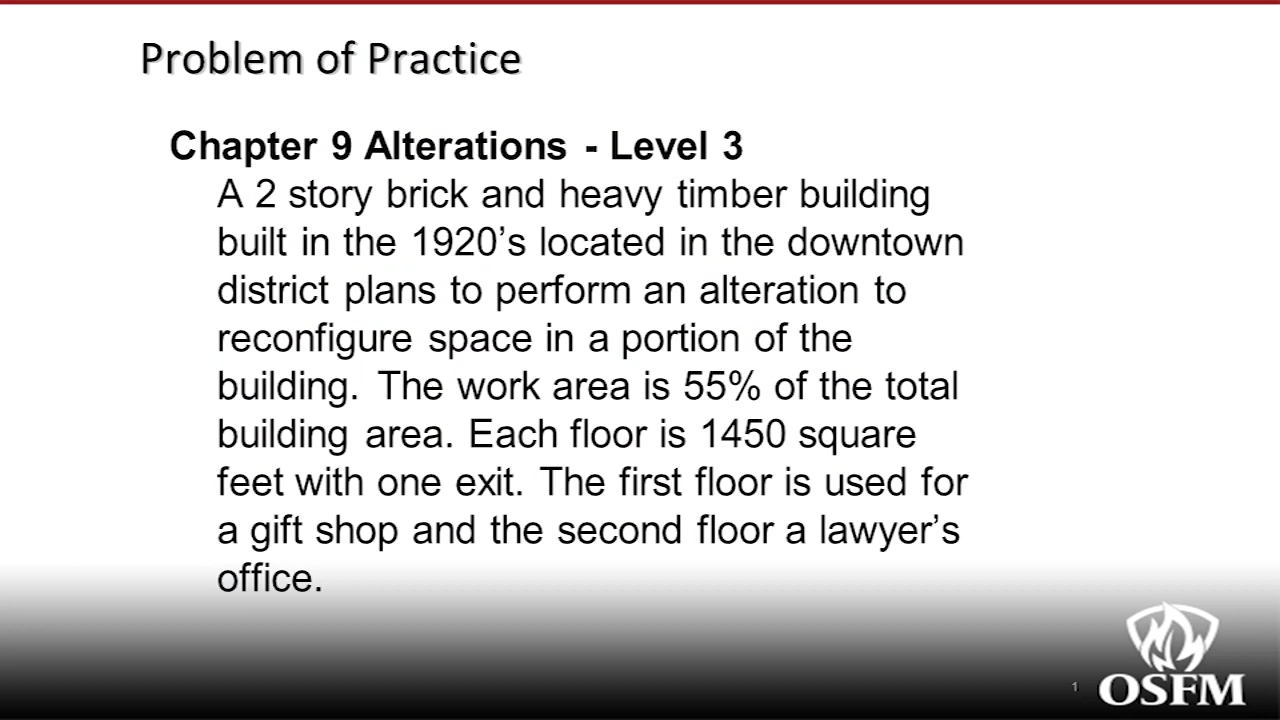 Problem of Practice
Chapter 9 Alterations - Level 3
A 2 story brick and heavy timber building
built in the 1920’s located in the downtown
district plans to perform an alteration to
reconfigure space in a portion of the
building. The work area is 55% of the total
building area. Each floor is 1450 square
feet with one exit. The first floor is used for
a gift shop and the second floor a lawyer’s
office.
1
OSFM